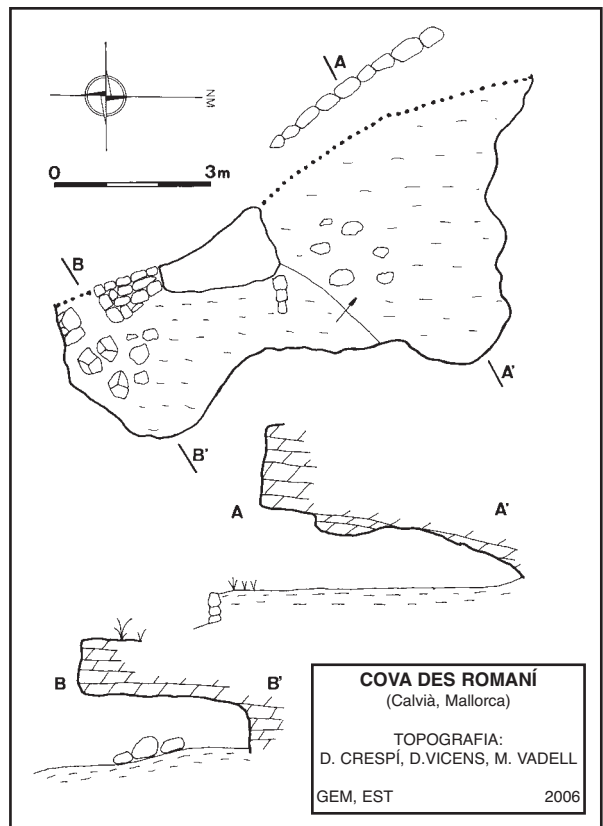 A
NM
0 3m
B
A'
B'
A A'
B B'
COVA DES ROMANÍ
(Calvià, Mallorca)
TOPOGRAFIA:
D. CRESPÍ, D.VICENS, M. VADELL
GEM, EST 2006